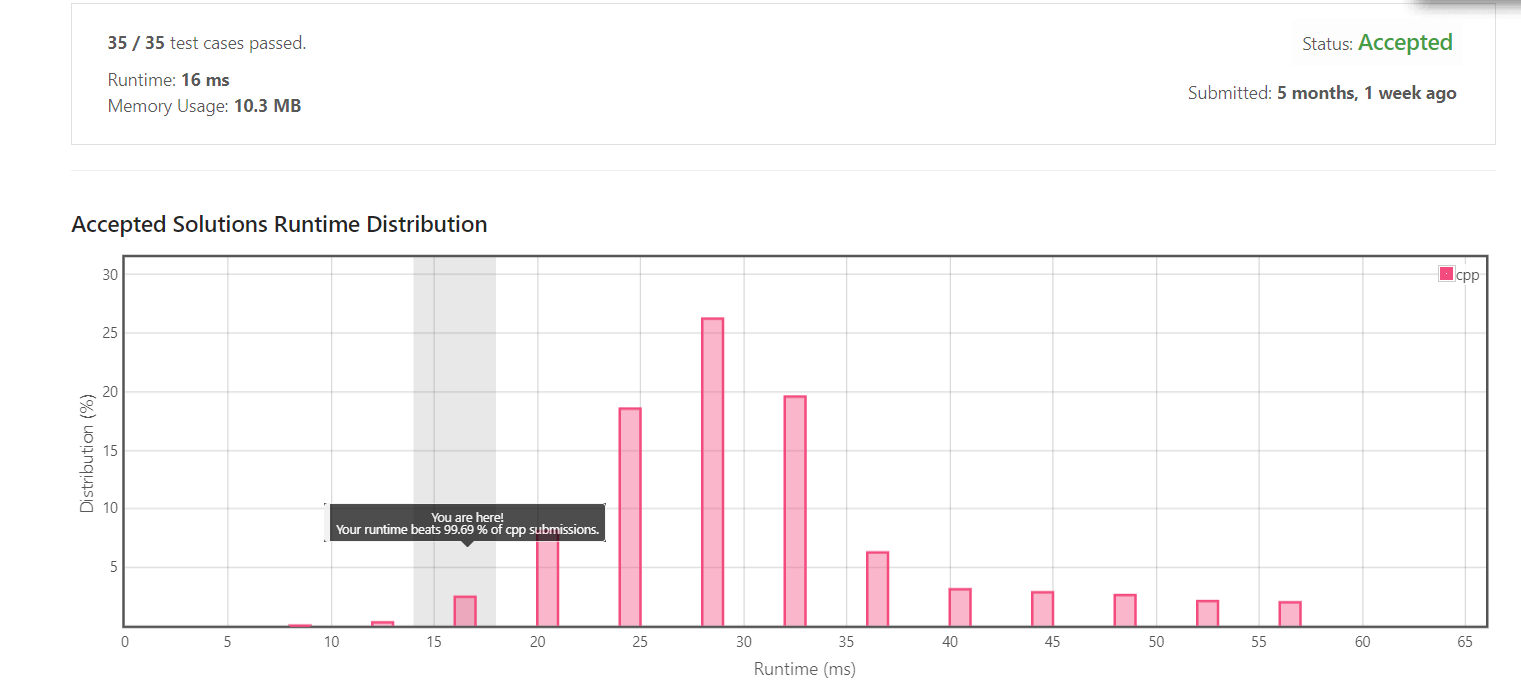 35 / 35 test cases passed.
Status: Accepted
Runtime: 16 ms
Memory Usage: 10.3 MB
Submitted: 5 months, 1 week ago
Accepted Solutions Runtime Distribution
cpp
Distribution (%)
30
25
20
15
10
5
You are here!
Your runtime beats 99.69 % of cpp submissions.
0 5 10 15 20 25 30 35 40 45 50 55 60 65
Runtime (ms)